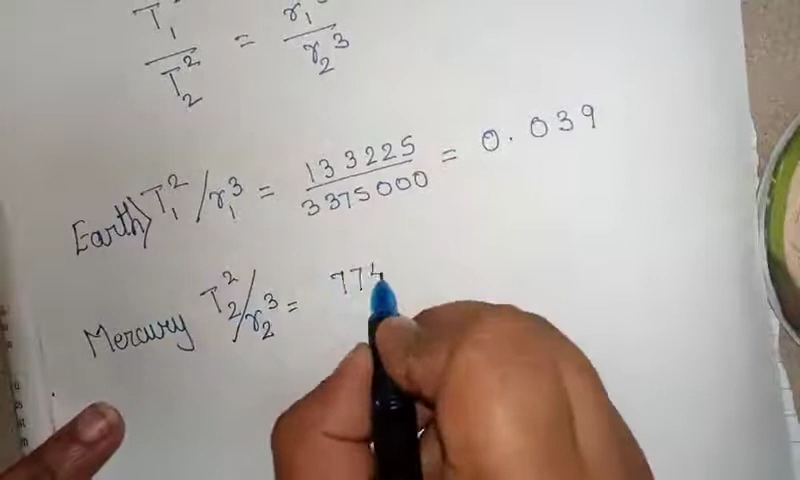 T₁² / T₂² = r₁³ / r₂³
Earth) T₁²/r₁³ = 133225 / 3375000 = 0.039
Mercury T₂²/r₂³ = 774